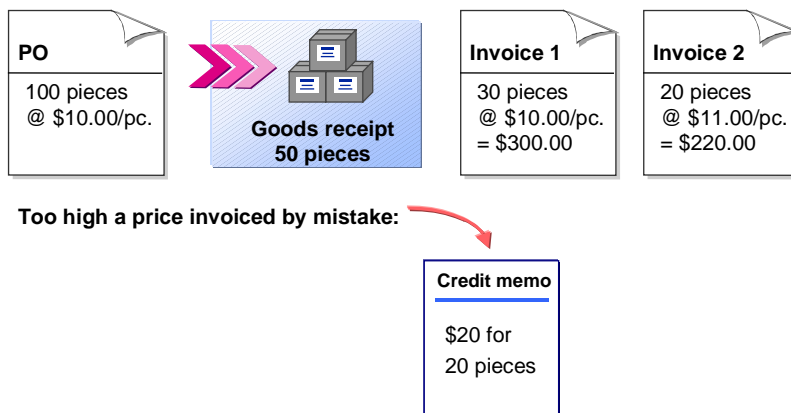 PO
100 pieces
@ $10.00/pc.
Goods receipt
50 pieces
Invoice 1
30 pieces
@ $10.00/pc.
= $300.00
Invoice 2
20 pieces
@ $11.00/pc.
= $220.00
Too high a price invoiced by mistake:
Credit memo
$20 for
20 pieces